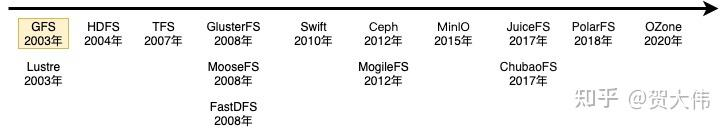 GFS
2003年
HDFS
2004年
TFS
2007年
GlusterFS
2008年
Swift
2010年
Ceph
2012年
MinIO
2015年
JuiceFS
2017年
PolarFS
2018年
OZone
2020年
Lustre
2003年
MooseFS
2008年
MogileFS
2012年
ChubaoFS
2017年
FastDFS
2008年
知乎 @贺大伟